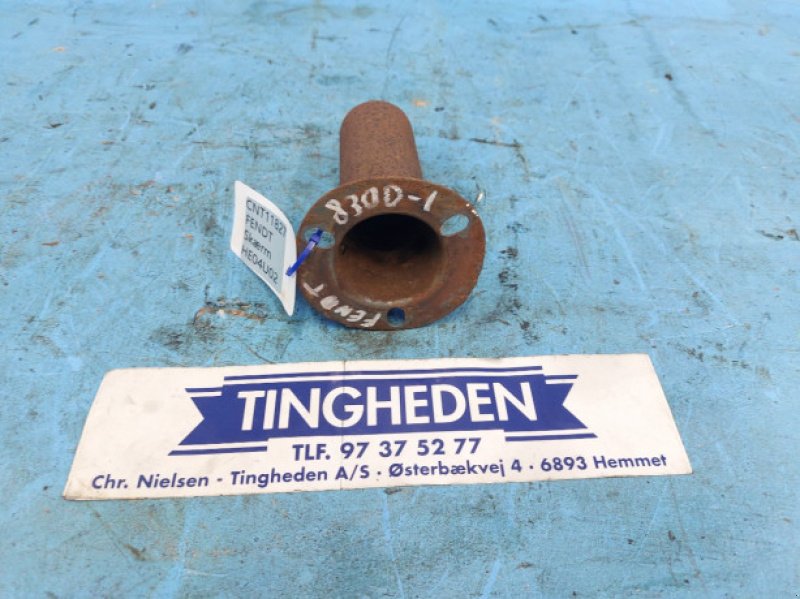 8300-1
FENDT
CNT11827
FENDT
Skærm
HE04U02
TINGHEDEN
TLF. 97 37 52 77
Chr. Nielsen - Tingheden A/S · Østerbækvej 4 · 6893 Hemmet